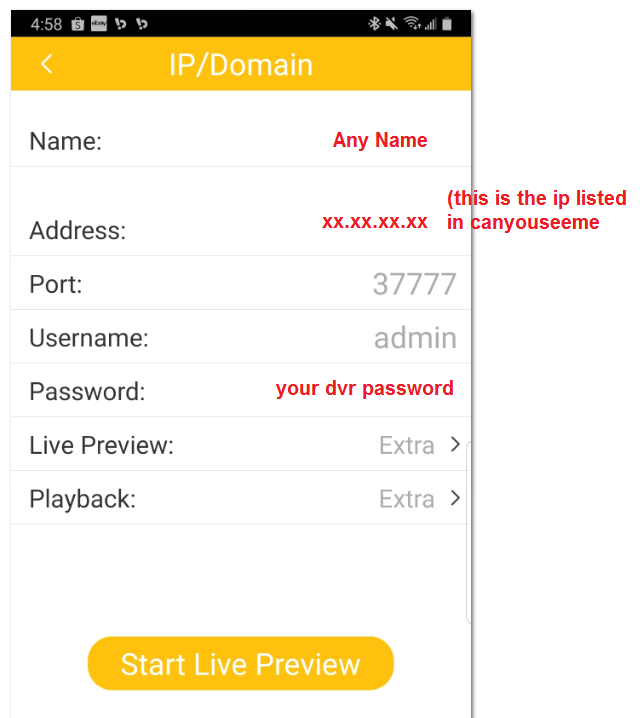 4:58 ebay
IP/Domain
Name: Any Name
(this is the ip listed
in canyouseeme
Address: xx.xx.xx.xx
Port: 37777
Username: admin
Password: your dvr password
Live Preview: Extra
Playback: Extra
Start Live Preview